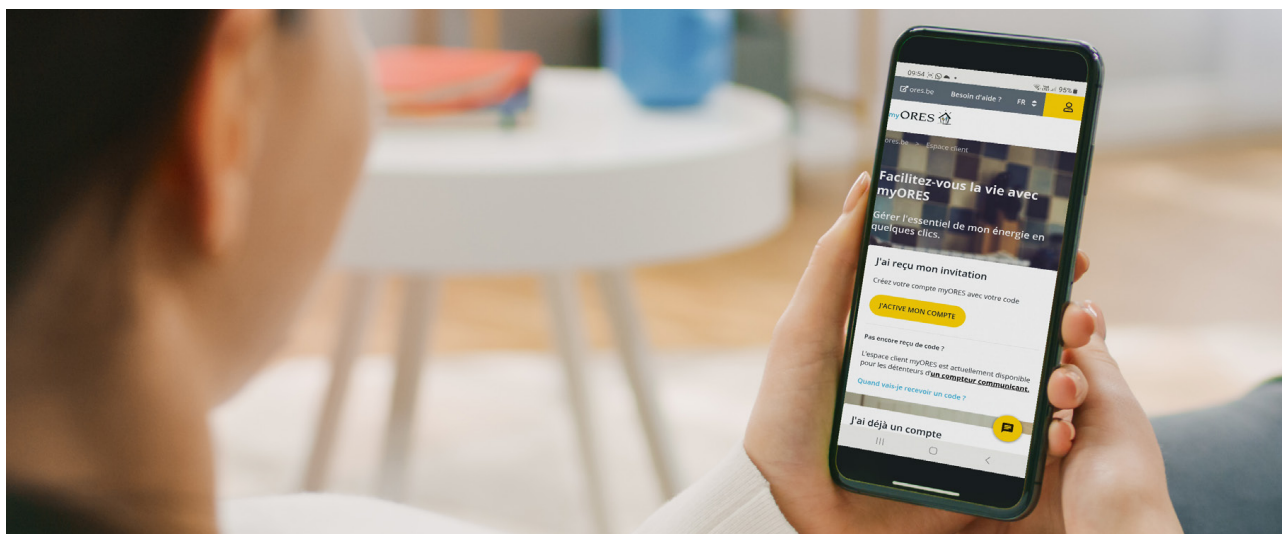 09:54
96%
ores.be Besoin d'aide ? FR
myORES
ores.be > Espace client
Facilitez-vous la vie avec
myORES
Gérer l'essentiel de mon énergie en
quelques clics.
J'ai reçu mon invitation
Créez votre compte myORES avec votre code
J'ACTIVE MON COMPTE
Pas encore reçu de code ?
L'espace client myORES est actuellement disponible
pour les détenteurs d'un compteur communicant.
Quand vais-je recevoir un code ?
J'ai déjà un compte